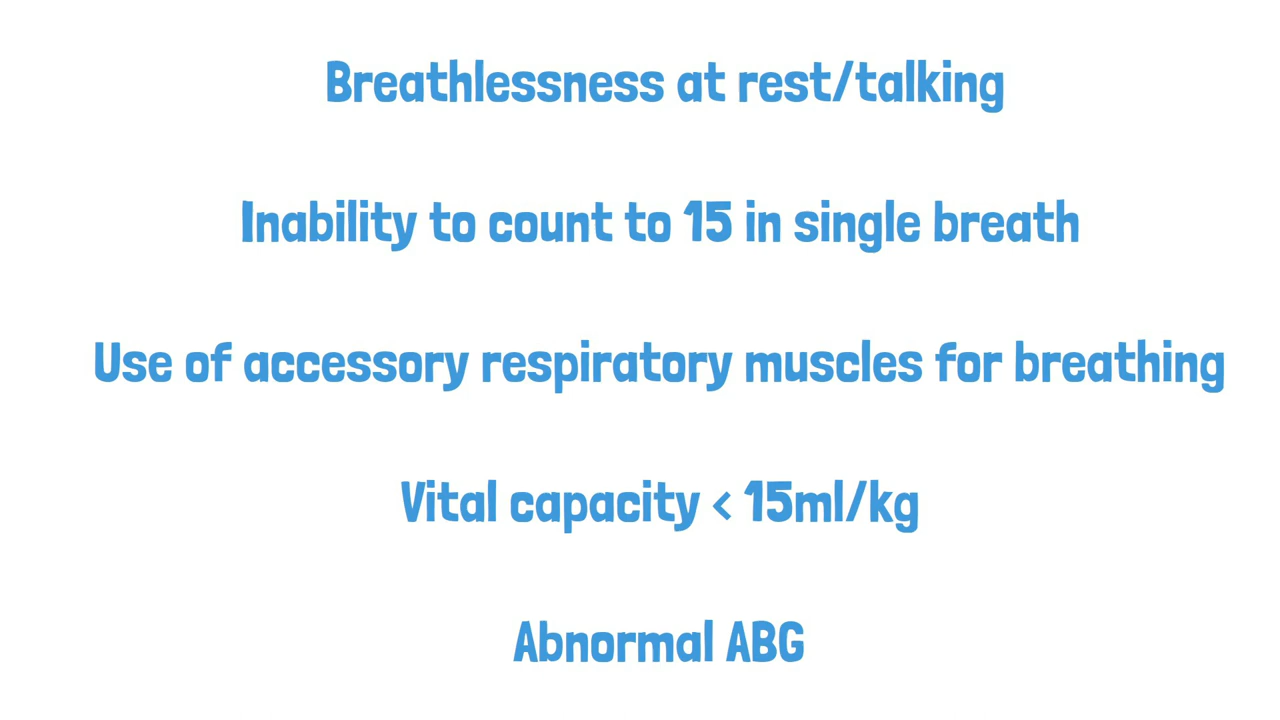 Breathlessness at rest/talking
Inability to count to 15 in single breath
Use of accessory respiratory muscles for breathing
Vital capacity < 15ml/kg
Abnormal ABG